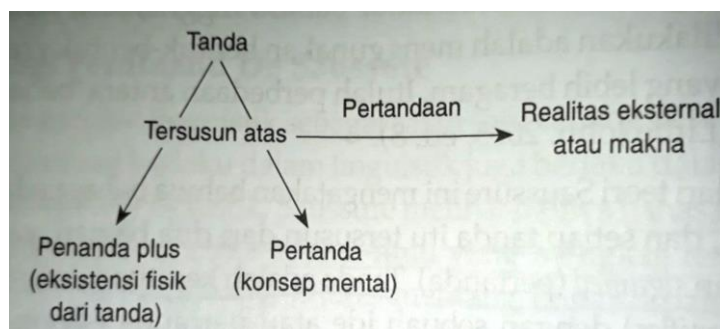 Tanda
Pertandaan
Tersusun atas
Realitas eksternal
atau makna
Penanda plus
(eksistensi fisik
dari tanda)
Pertanda
(konsep mental)